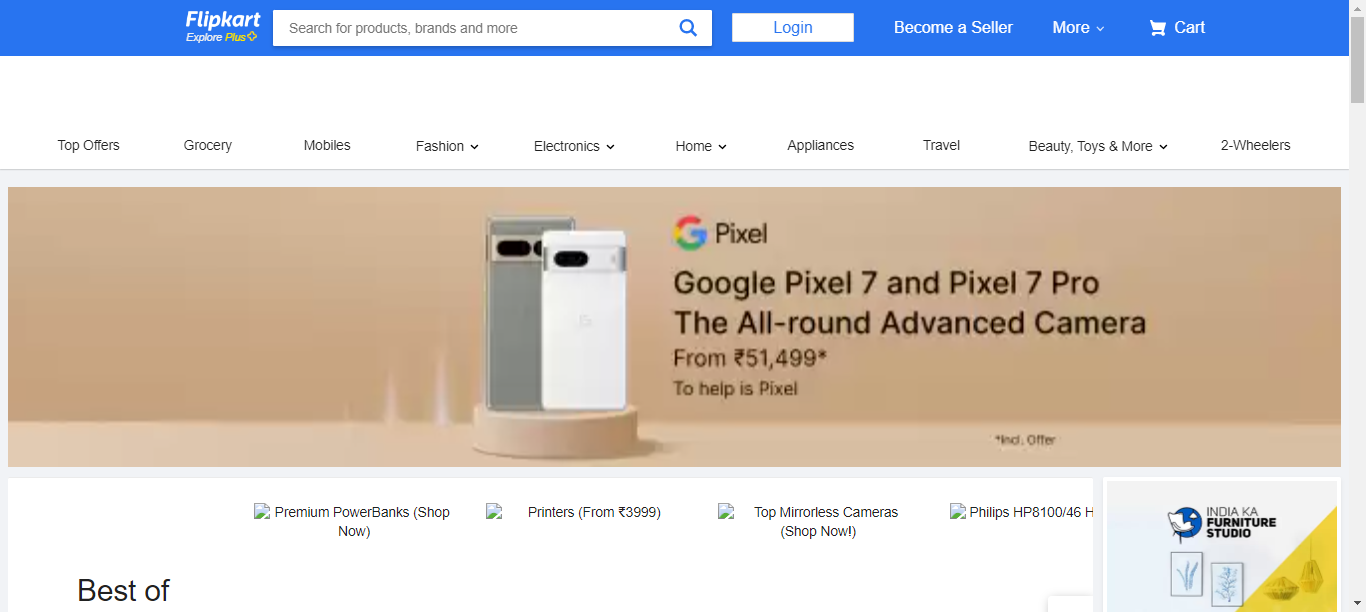 Flipkart
Explore Plus
Search for products, brands and more
Login
Become a Seller
More
Cart
Top Offers
Grocery
Mobiles
Fashion
Electronics
Home
Appliances
Travel
Beauty, Toys & More
2-Wheelers
G Pixel
Google Pixel 7 and Pixel 7 Pro
The All-round Advanced Camera
From ₹51,499*
To help is Pixel
*Incl. Offer
Premium PowerBanks (Shop
Now)
Printers (From ₹3999)
Top Mirrorless Cameras
(Shop Now!)
Philips HP8100/46 H
INDIA KA
FURNITURE
STUDIO
Best of